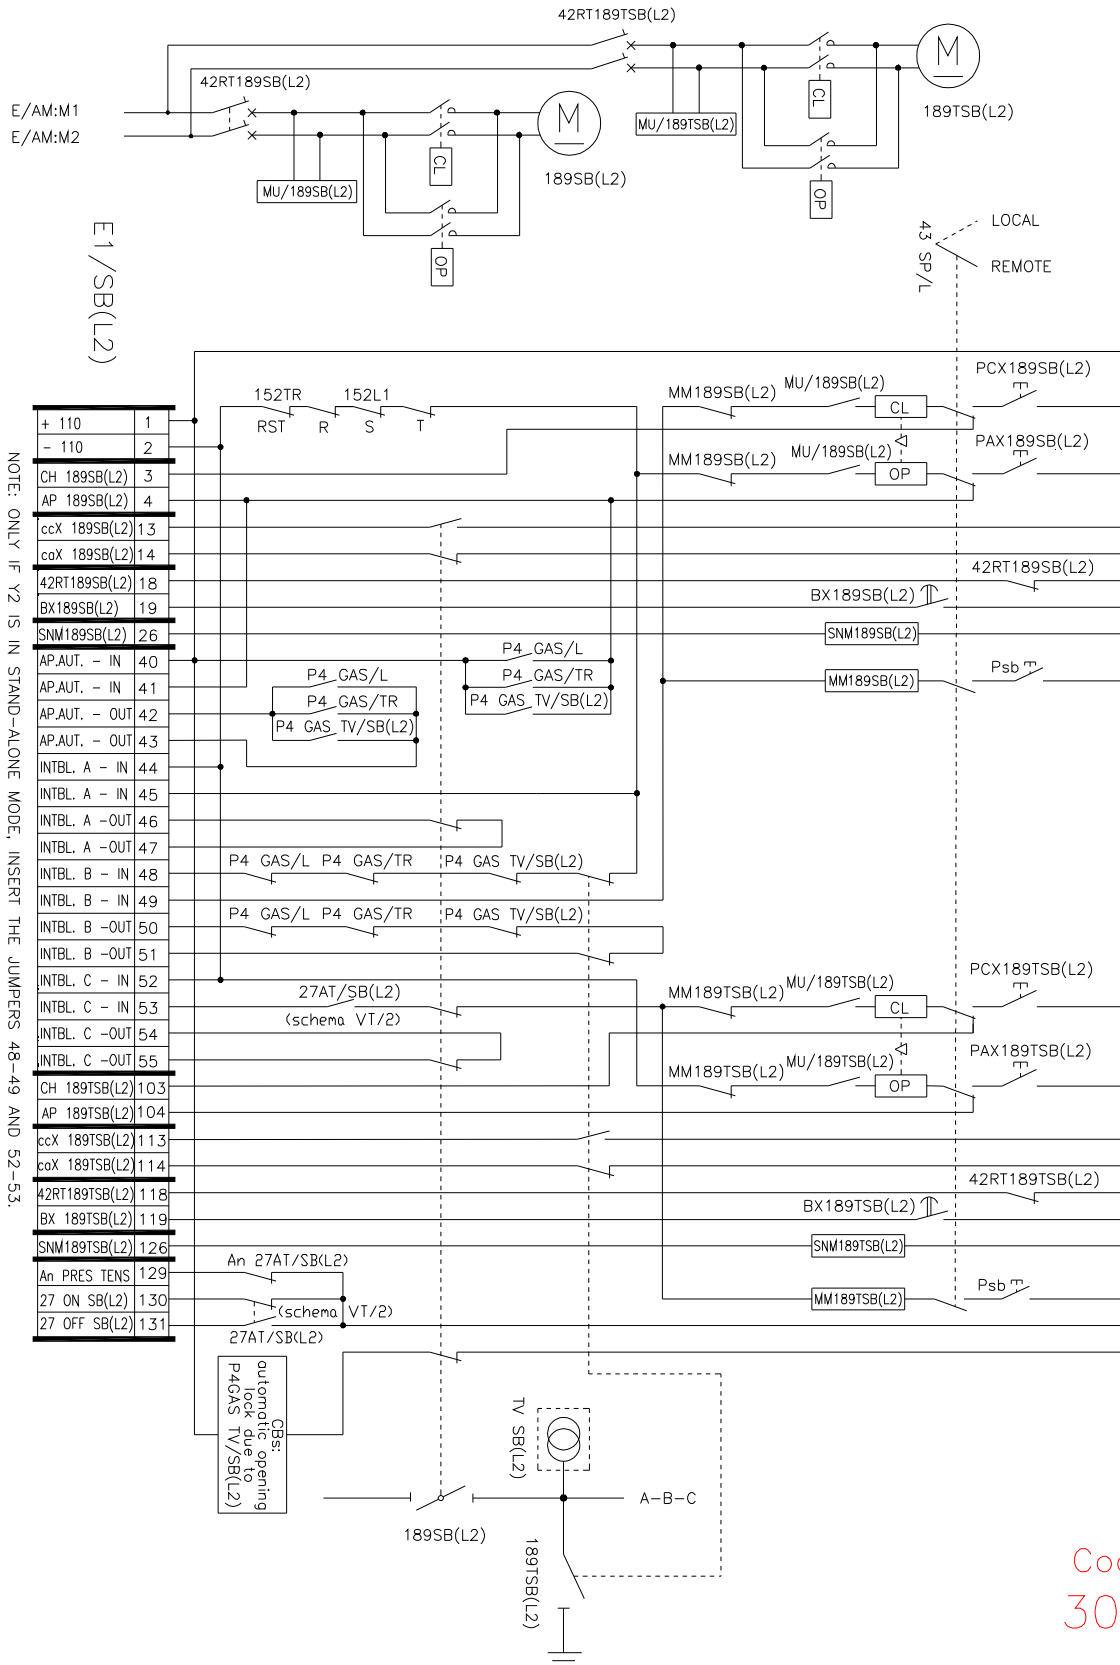 42RT189TSB(L2)
M
42RT189SB(L2)
189TSB(L2)
CL
E/AM:M1
M
MU/189TSB(L2)
E/AM:M2
CL
MU/189SB(L2)
189SB(L2)
OP
OP
43 SP/L
LOCAL
REMOTE
E1/SB(L2)
NOTE: ONLY IF Y2 IS IN STAND-ALONE MODE, INSERT THE JUMPERS 48-49 AND 52-53.
+ 110 1
- 110 2
CH 189SB(L2) 3
AP 189SB(L2) 4
ccX 189SB(L2) 13
caX 189SB(L2) 14
42RT189SB(L2) 18
BX189SB(L2) 19
SNM189SB(L2) 26
AP.AUT. - IN 40
AP.AUT. - IN 41
AP.AUT. - OUT 42
AP.AUT. - OUT 43
INTBL. A - IN 44
INTBL. A - IN 45
INTBL. A -OUT 46
INTBL. A -OUT 47
INTBL. B - IN 48
INTBL. B - IN 49
INTBL. B -OUT 50
INTBL. B -OUT 51
INTBL. C - IN 52
INTBL. C - IN 53
INTBL. C -OUT 54
INTBL. C -OUT 55
CH 189TSB(L2) 103
AP 189TSB(L2) 104
ccX 189TSB(L2) 113
caX 189TSB(L2) 114
42RT189TSB(L2) 118
BX 189TSB(L2) 119
SNM189TSB(L2) 126
An PRES TENS 129
27 ON SB(L2) 130
27 OFF SB(L2) 131
152TR 152L1
RST R S T
MM189SB(L2) MU/189SB(L2) CL PCX189SB(L2)
MM189SB(L2) MU/189SB(L2) OP PAX189SB(L2)
42RT189SB(L2)
BX189SB(L2)
SNM189SB(L2)
P4 GAS/L
P4 GAS/TR
P4 GAS TV/SB(L2)
P4 GAS/L
P4 GAS/TR
P4 GAS TV/SB(L2)
MM189SB(L2) Psb
P4 GAS/L P4 GAS/TR P4 GAS TV/SB(L2)
P4 GAS/L P4 GAS/TR P4 GAS TV/SB(L2)
27AT/SB(L2)
(schema VT/2)
MM189TSB(L2) MU/189TSB(L2) CL PCX189TSB(L2)
MM189TSB(L2) MU/189TSB(L2) OP PAX189TSB(L2)
42RT189TSB(L2)
BX189TSB(L2)
SNM189TSB(L2)
An 27AT/SB(L2)
(schema VT/2)
27AT/SB(L2)
MM189TSB(L2) Psb
CBs:
automatic opening
lock due to
P4GAS TV/SB(L2)
TV SB(L2)
A-B-C
189SB(L2)
189TSB(L2)
30